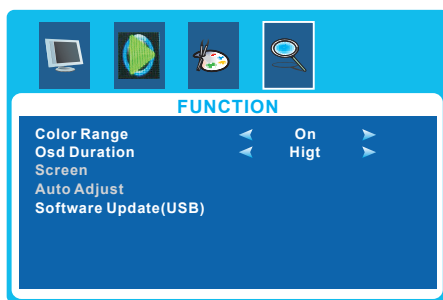 FUNCTION
Color Range On
Osd Duration Higt
Screen
Auto Adjust
Software Update(USB)